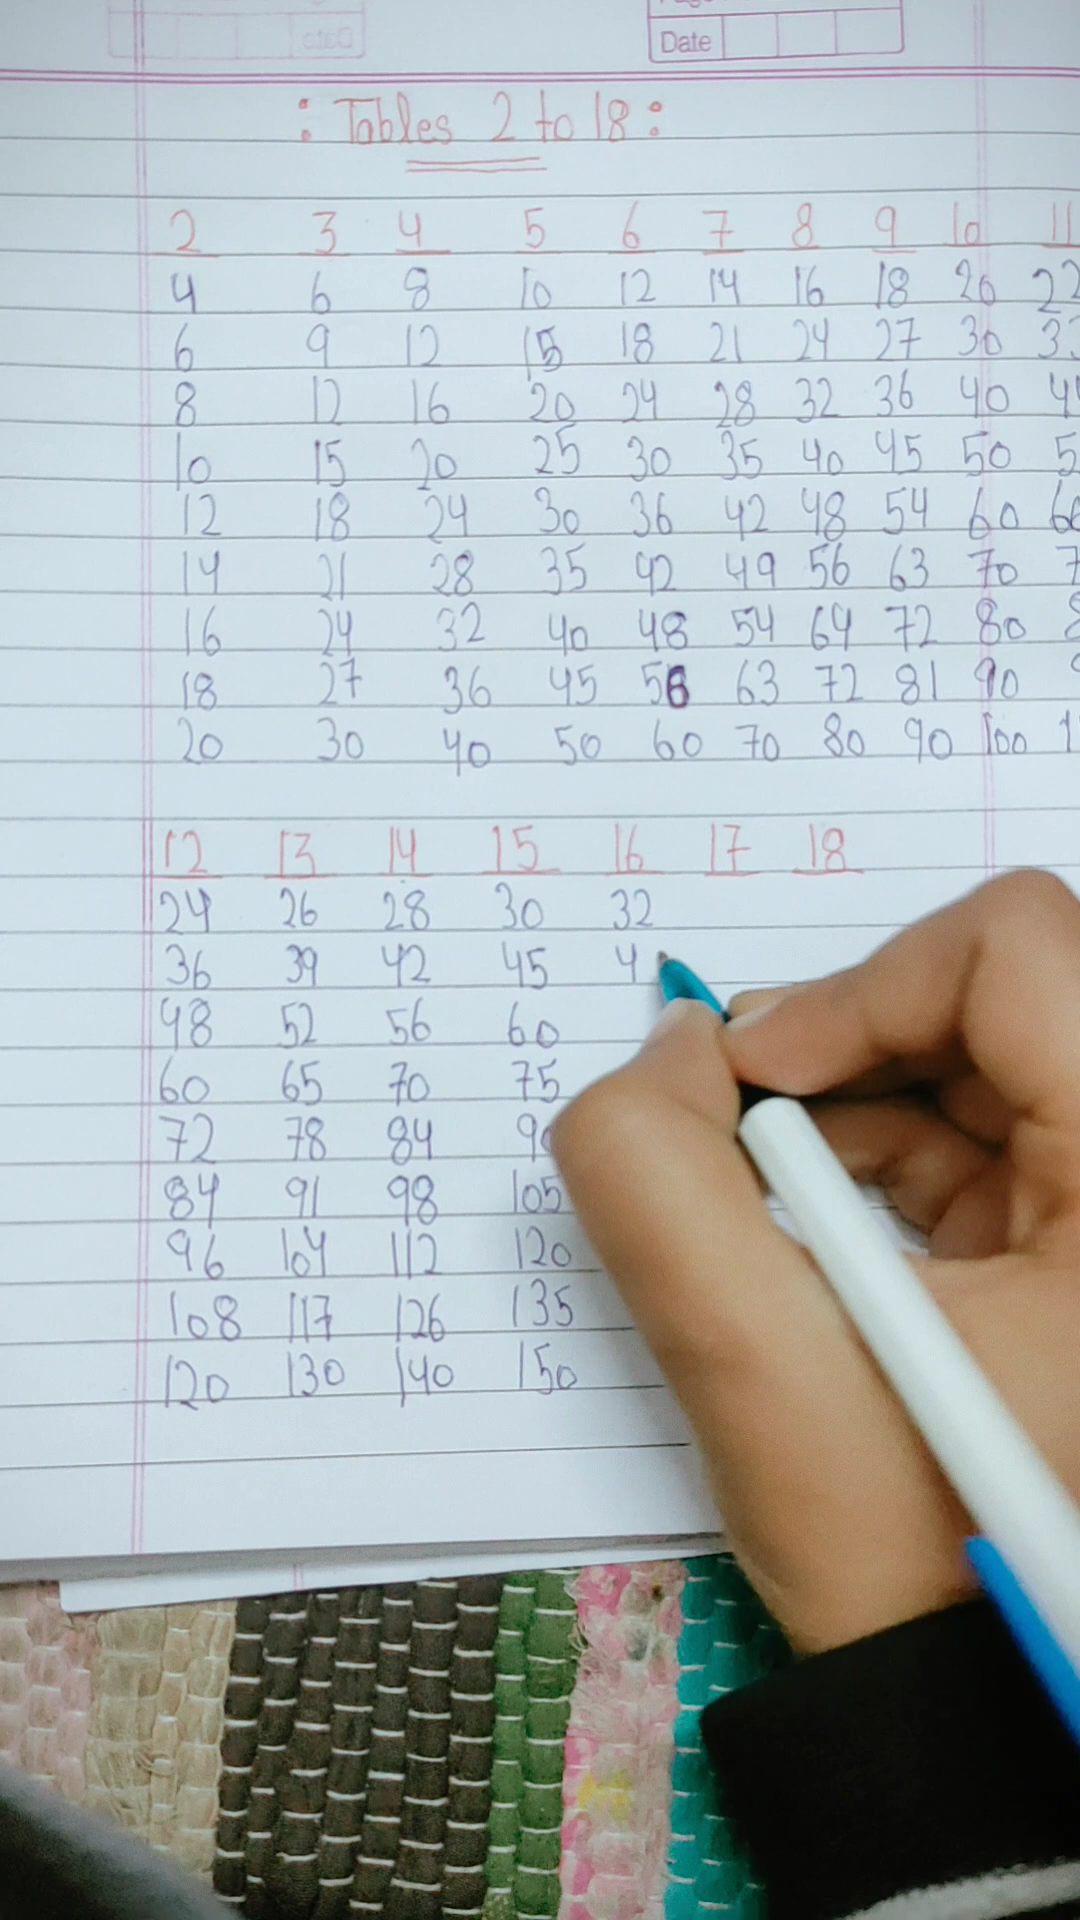 Date
: Tables 2 to 18 :
2 3 4 5 6 7 8 9 10 11
4 6 8 10 12 14 16 18 20 22
6 9 12 15 18 21 24 27 30
8 12 16 20 24 28 32 36 40
10 15 20 25 30 35 40 45 50
12 18 24 30 36 42 48 54 60
14 21 28 35 42 49 56 63 70
16 24 32 40 48 54 64 72 80
18 27 36 45 56 63 72 81 90
20 30 40 50 60 70 80 90 100
12 13 14 15 16 17 18
24 26 28 30 32
36 39 42 45 4
48 52 56 60
60 65 70 75
72 78 84
84 91 98 105
96 104 112 120
108 117 126 135
120 130 140 150